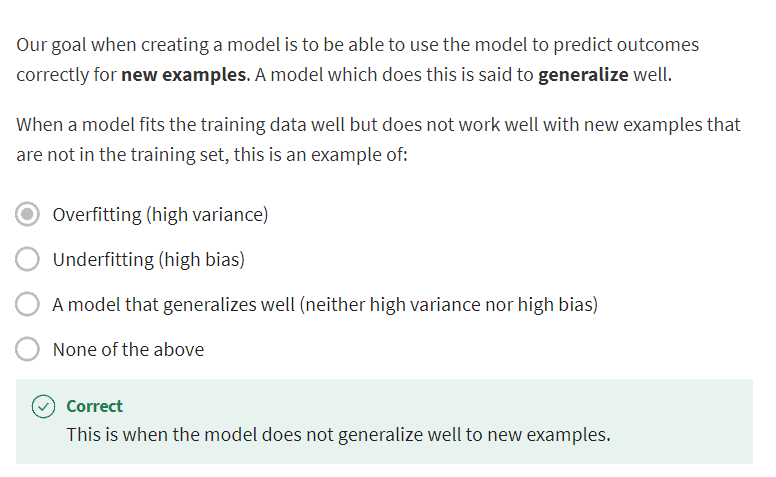 Our goal when creating a model is to be able to use the model to predict outcomes
correctly for new examples. A model which does this is said to generalize well.
When a model fits the training data well but does not work well with new examples that
are not in the training set, this is an example of:
Overfitting (high variance)
Underfitting (high bias)
A model that generalizes well (neither high variance nor high bias)
None of the above
Correct
This is when the model does not generalize well to new examples.